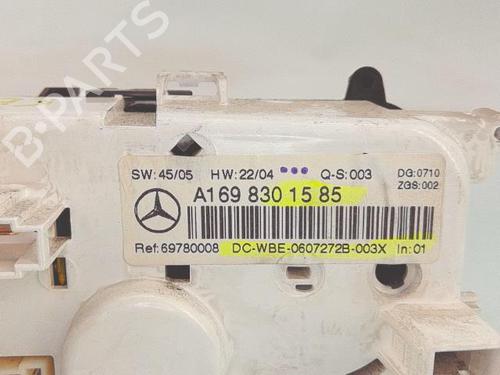 B-PARTS
SW: 45/05 HW: 22/04 Q-S: 003 DG:0710
ZGS:002
A169 830 15 85
Ref:69780008 DC-WBE-0607272B-003X In:01